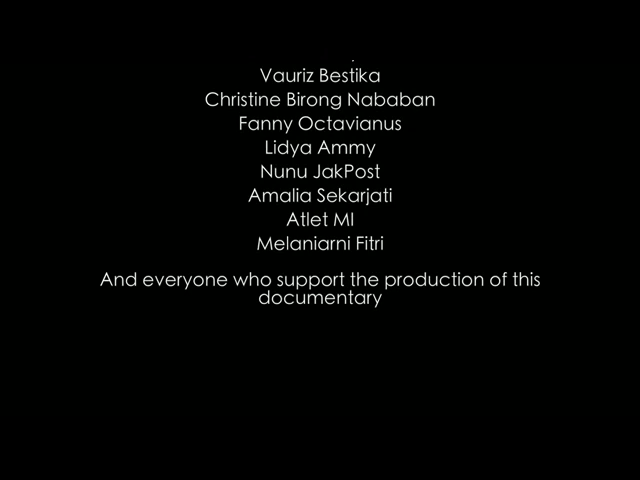 Vauriz Bestika
Christine Birong Nababan
Fanny Octavianus
Lidya Ammy
Nunu JakPost
Amalia Sekarjati
Atlet MI
Melaniarni Fitri
And everyone who support the production of this
documentary